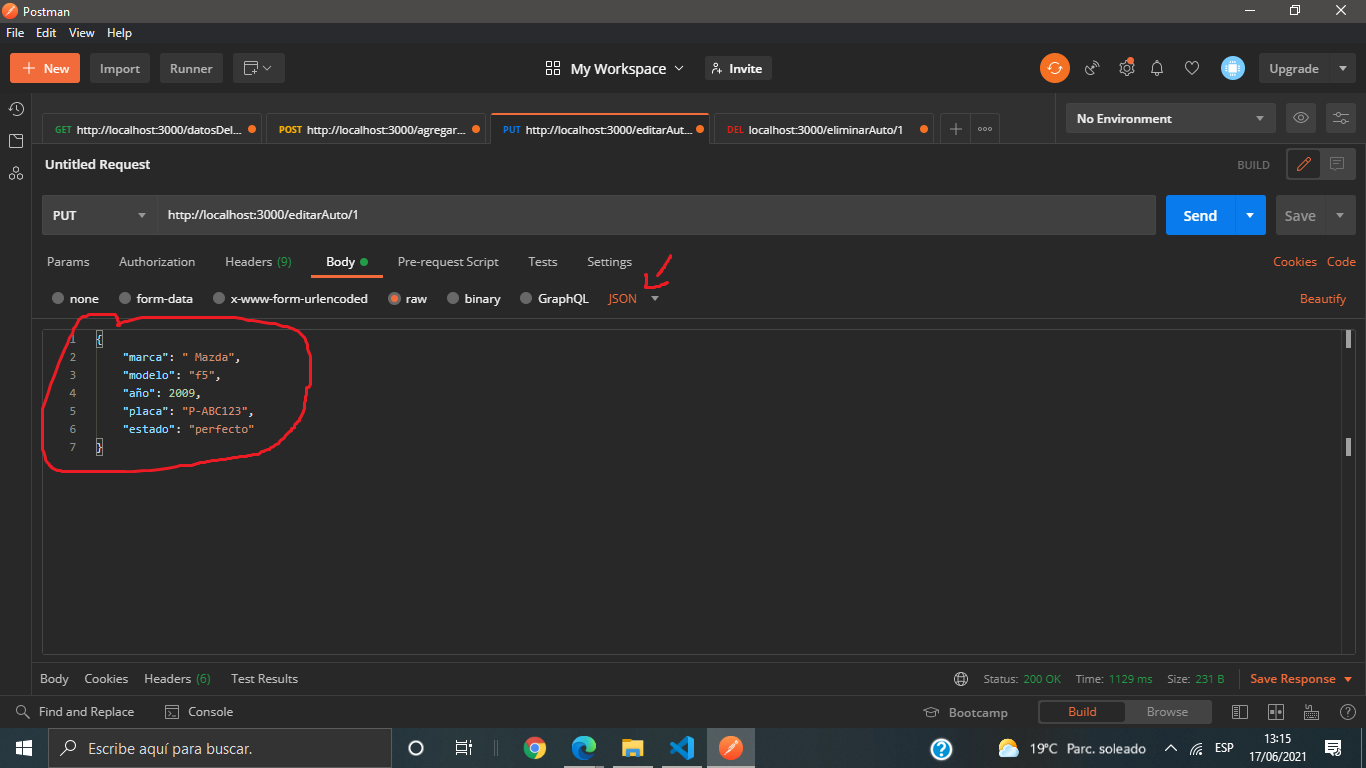 Postman
File Edit View Help
New Import Runner My Workspace Invite Upgrade
GET http://localhost:3000/datosDel... POST http://localhost:3000/agregar... PUT http://localhost:3000/editarAut... DEL localhost:3000/eliminarAuto/1 No Environment
Untitled Request BUILD
PUT http://localhost:3000/editarAuto/1 Send Save
Params Authorization Headers (9) Body Pre-request Script Tests Settings Cookies Code
none form-data x-www-form-urlencoded raw binary GraphQL JSON Beautify
1 {
2 "marca": " Mazda",
3 "modelo": "f5",
4 "año": 2009,
5 "placa": "P-ABC123",
6 "estado": "perfecto"
7 }
Body Cookies Headers (6) Test Results Status: 200 OK Time: 1129 ms Size: 231 B Save Response
Find and Replace Console Bootcamp Build Browse
Escribe aquí para buscar. 19°C Parc. soleado ESP 13:15
17/06/2021